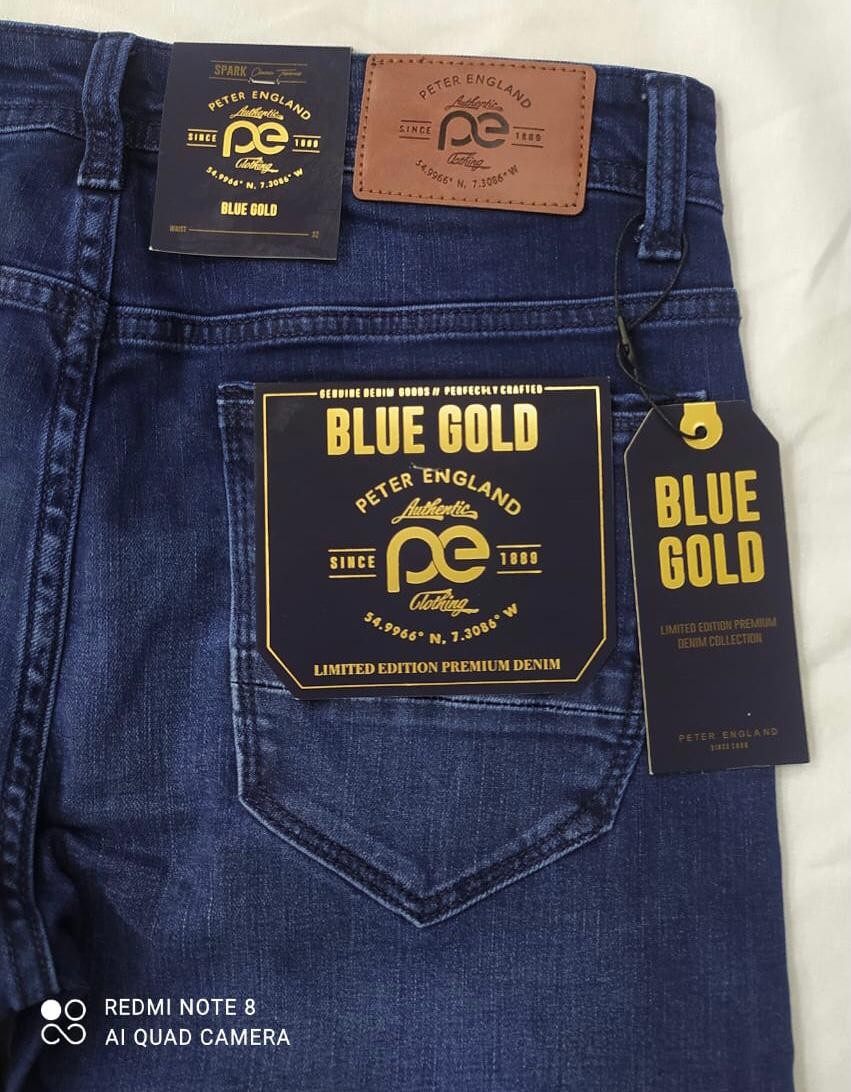 SPARK
PETER ENGLAND
Authentic
SINCE pe 1889
Clothing
54.9966° N, 7.3086° W
BLUE GOLD
WAIST 32
PETER ENGLAND
Authentic
SINCE pe 1889
Clothing
54.9966° N, 7.3086° W
GENUINE DENIM GOODS // PERFECTLY CRAFTED
BLUE GOLD
PETER ENGLAND
Authentic
SINCE pe 1889
Clothing
54.9966° N, 7.3086° W
LIMITED EDITION PREMIUM DENIM
BLUE
GOLD
LIMITED EDITION PREMIUM
DENIM COLLECTION
PETER ENGLAND
SINCE 1889
REDMI NOTE 8
AI QUAD CAMERA